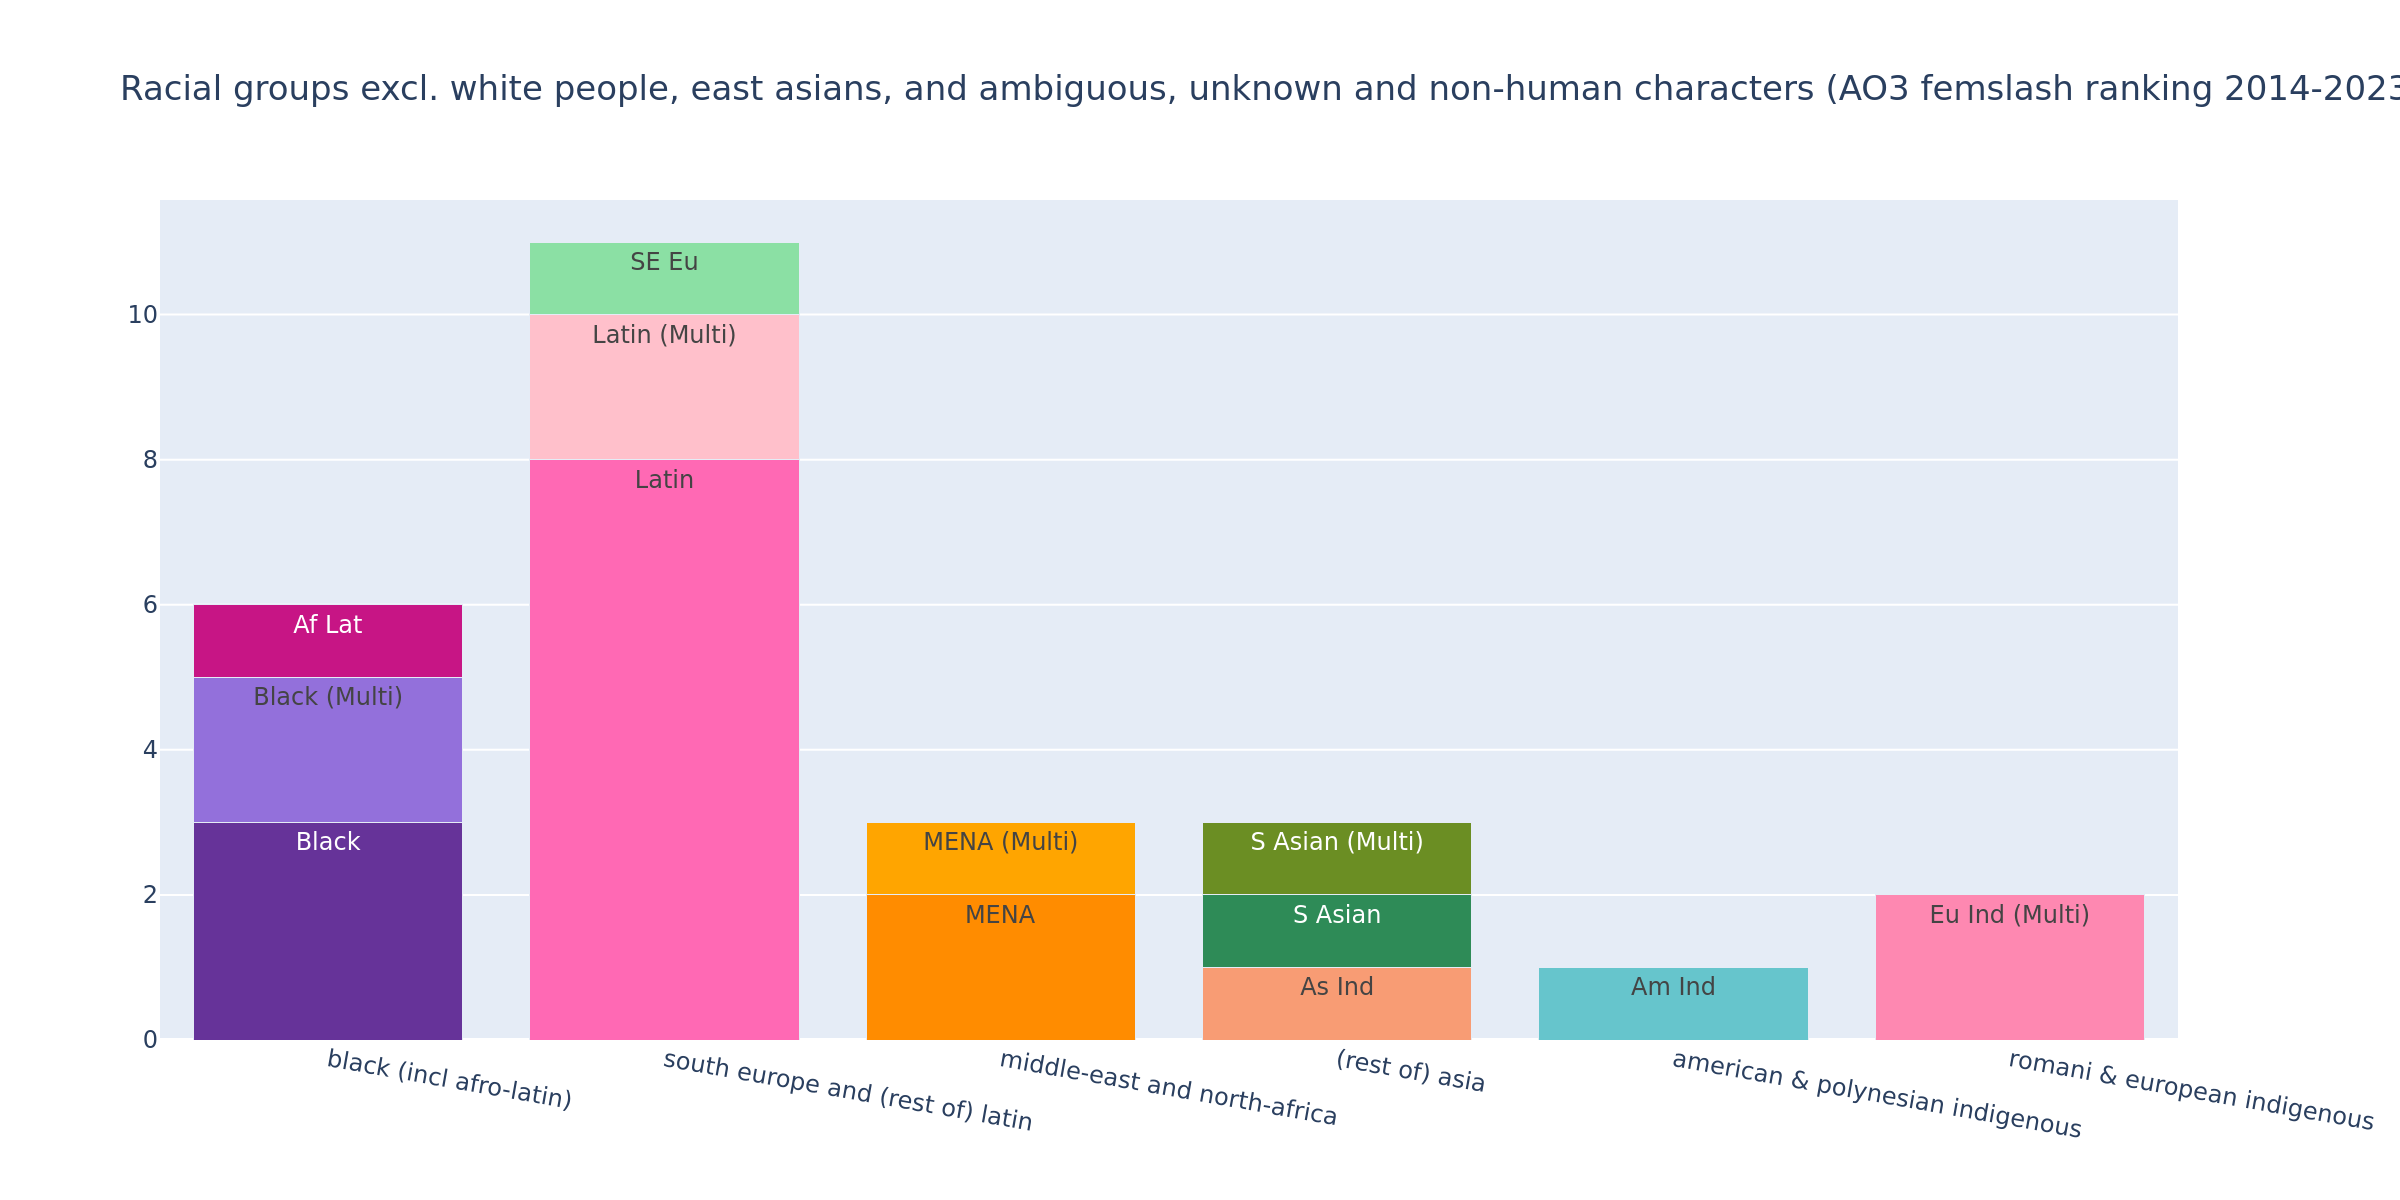 Racial groups excl. white people, east asians, and ambiguous, unknown and non-human characters (AO3 femslash ranking 2014-2023
10
8
6
4
2
0
SE Eu
Latin (Multi)
Latin
Af Lat
Black (Multi)
Black
MENA (Multi)
MENA
S Asian (Multi)
S Asian
As Ind
Am Ind
Eu Ind (Multi)
black (incl afro-latin)
south europe and (rest of) latin
middle-east and north-africa
(rest of) asia
american & polynesian indigenous
romani & european indigenous